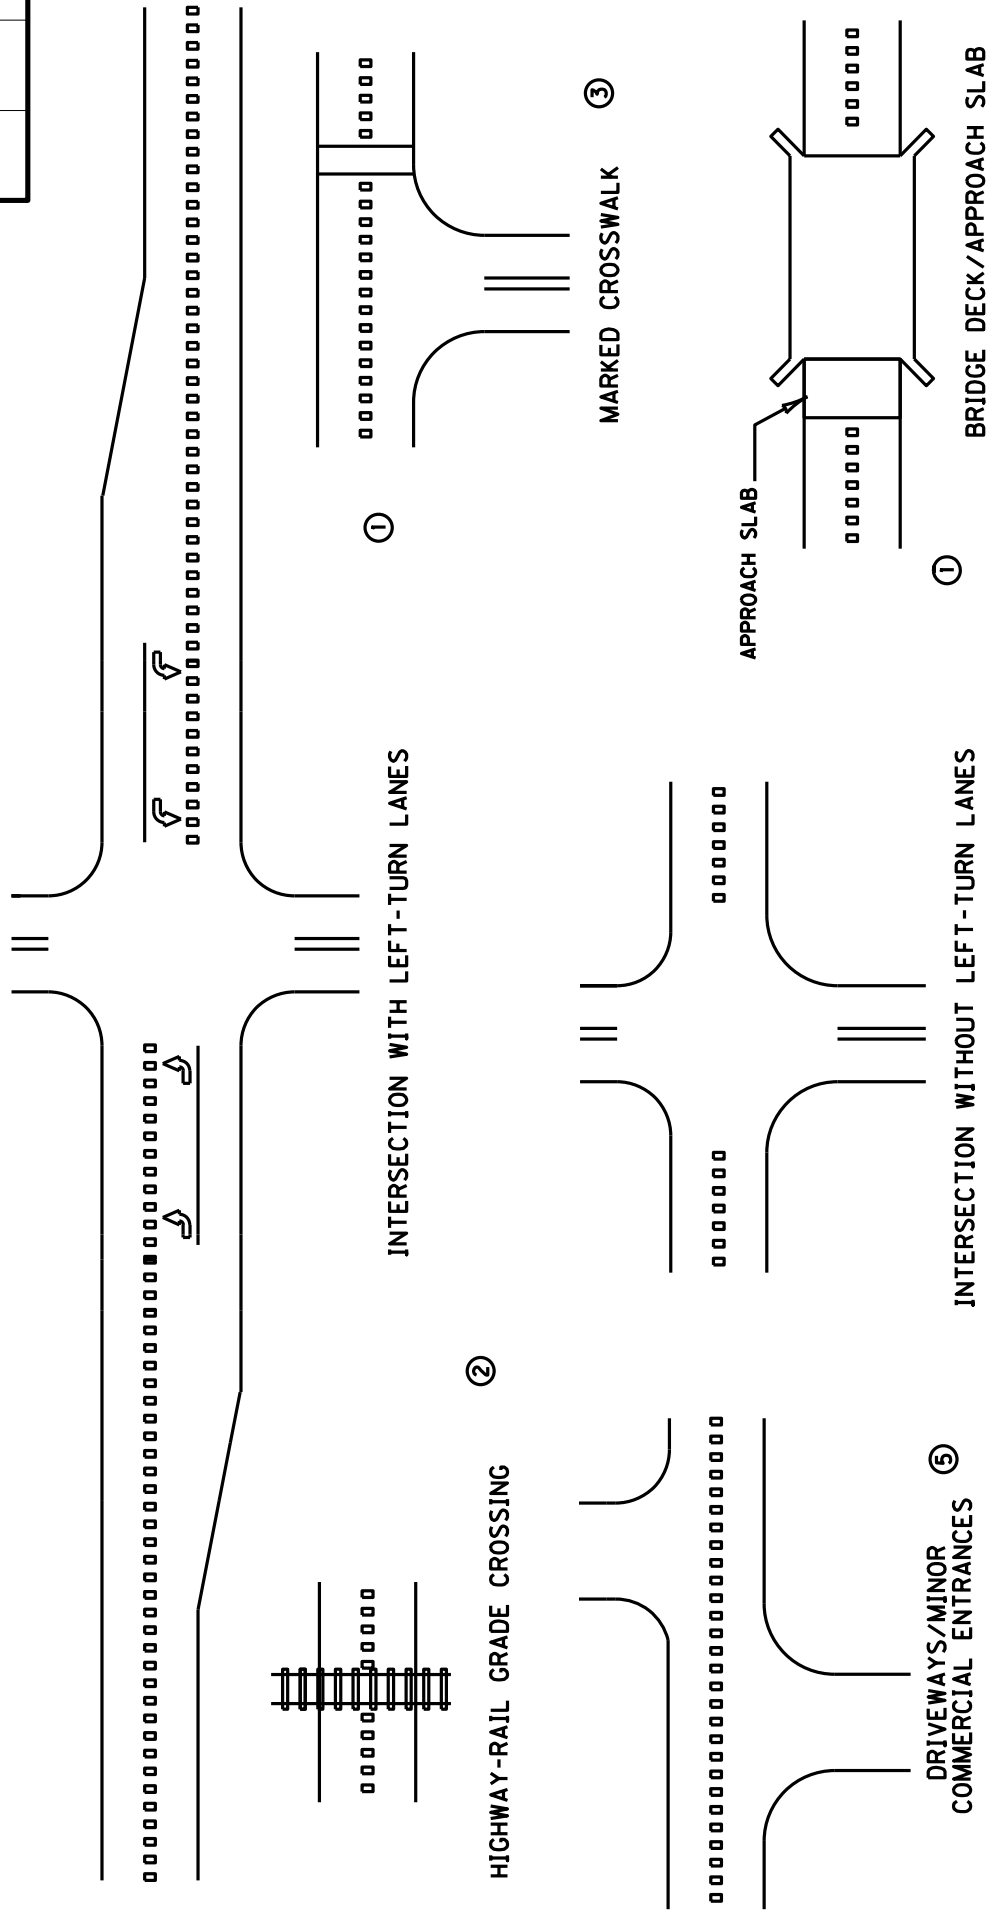 INTERSECTION WITH LEFT-TURN LANES
①
HIGHWAY-RAIL GRADE CROSSING
②
MARKED CROSSWALK
③
DRIVEWAYS/MINOR
COMMERCIAL ENTRANCES
⑤
INTERSECTION WITHOUT LEFT-TURN LANES
①
APPROACH SLAB
BRIDGE DECK/APPROACH SLAB